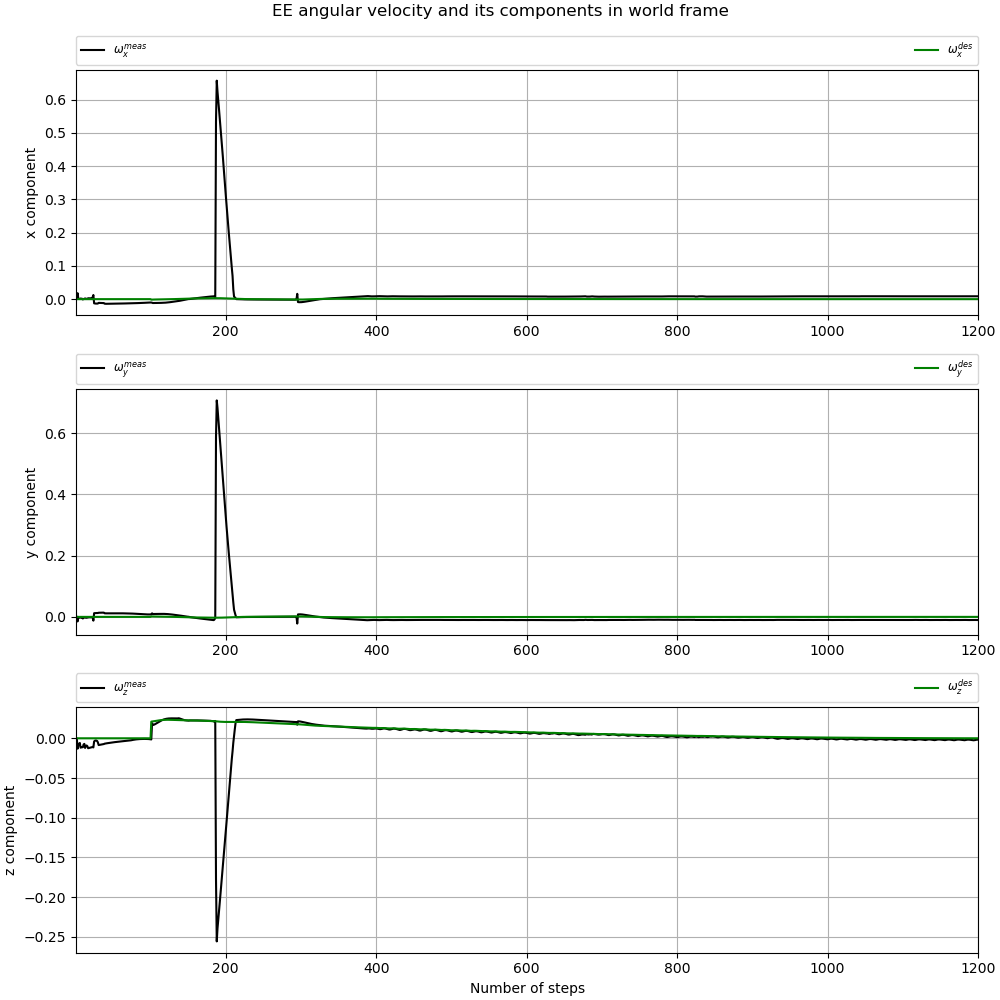 EE angular velocity and its components in world frame
ω_x^meas ω_x^des
0.6
0.5
0.4
0.3
0.2
0.1
0.0
x component
200 400 600 800 1000 1200
ω_y^meas ω_y^des
0.6
0.4
0.2
0.0
y component
200 400 600 800 1000 1200
ω_z^meas ω_z^des
0.00
−0.05
−0.10
−0.15
−0.20
−0.25
z component
200 400 600 800 1000 1200
Number of steps